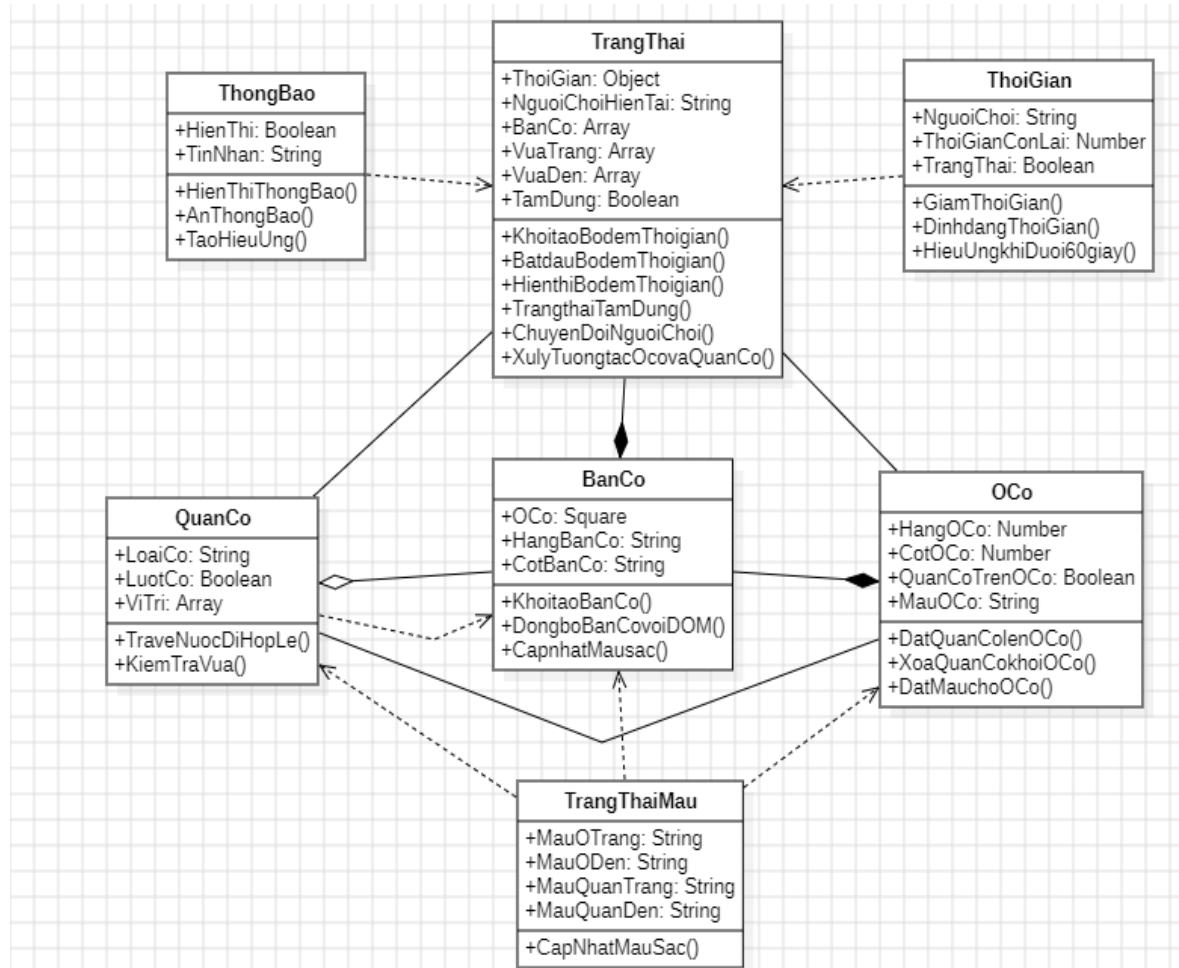 TrangThai
+ThoiGian: Object
+NguoiChoiHienTai: String
+BanCo: Array
+VuaTrang: Array
+VuaDen: Array
+TamDung: Boolean
+KhoitaoBodemThoigian()
+BatdauBodemThoigian()
+HienthiBodemThoigian()
+TrangthaiTamDung()
+ChuyenDoiNguoiChoi()
+XulyTuongtacOcovaQuanCo()
ThongBao
+HienThi: Boolean
+TinNhan: String
+HienThiThongBao()
+AnThongBao()
+TaoHieuUng()
ThoiGian
+NguoiChoi: String
+ThoiGianConLai: Number
+TrangThai: Boolean
+GiamThoiGian()
+DinhdangThoiGian()
+HieuUngkhiDuoi60giay()
QuanCo
+LoaiCo: String
+LuotCo: Boolean
+ViTri: Array
+TraveNuocDiHopLe()
+KiemTraVua()
BanCo
+OCo: Square
+HangBanCo: String
+CotBanCo: String
+KhoitaoBanCo()
+DongboBanCovoiDOM()
+CapnhatMausac()
OCo
+HangOCo: Number
+CotOCo: Number
+QuanCoTrenOCo: Boolean
+MauOCo: String
+DatQuanColenOCo()
+XoaQuanCokhoiOCo()
+DatMauchoOCo()
TrangThaiMau
+MauOTrang: String
+MauODen: String
+MauQuanTrang: String
+MauQuanDen: String
+CapNhatMauSac()